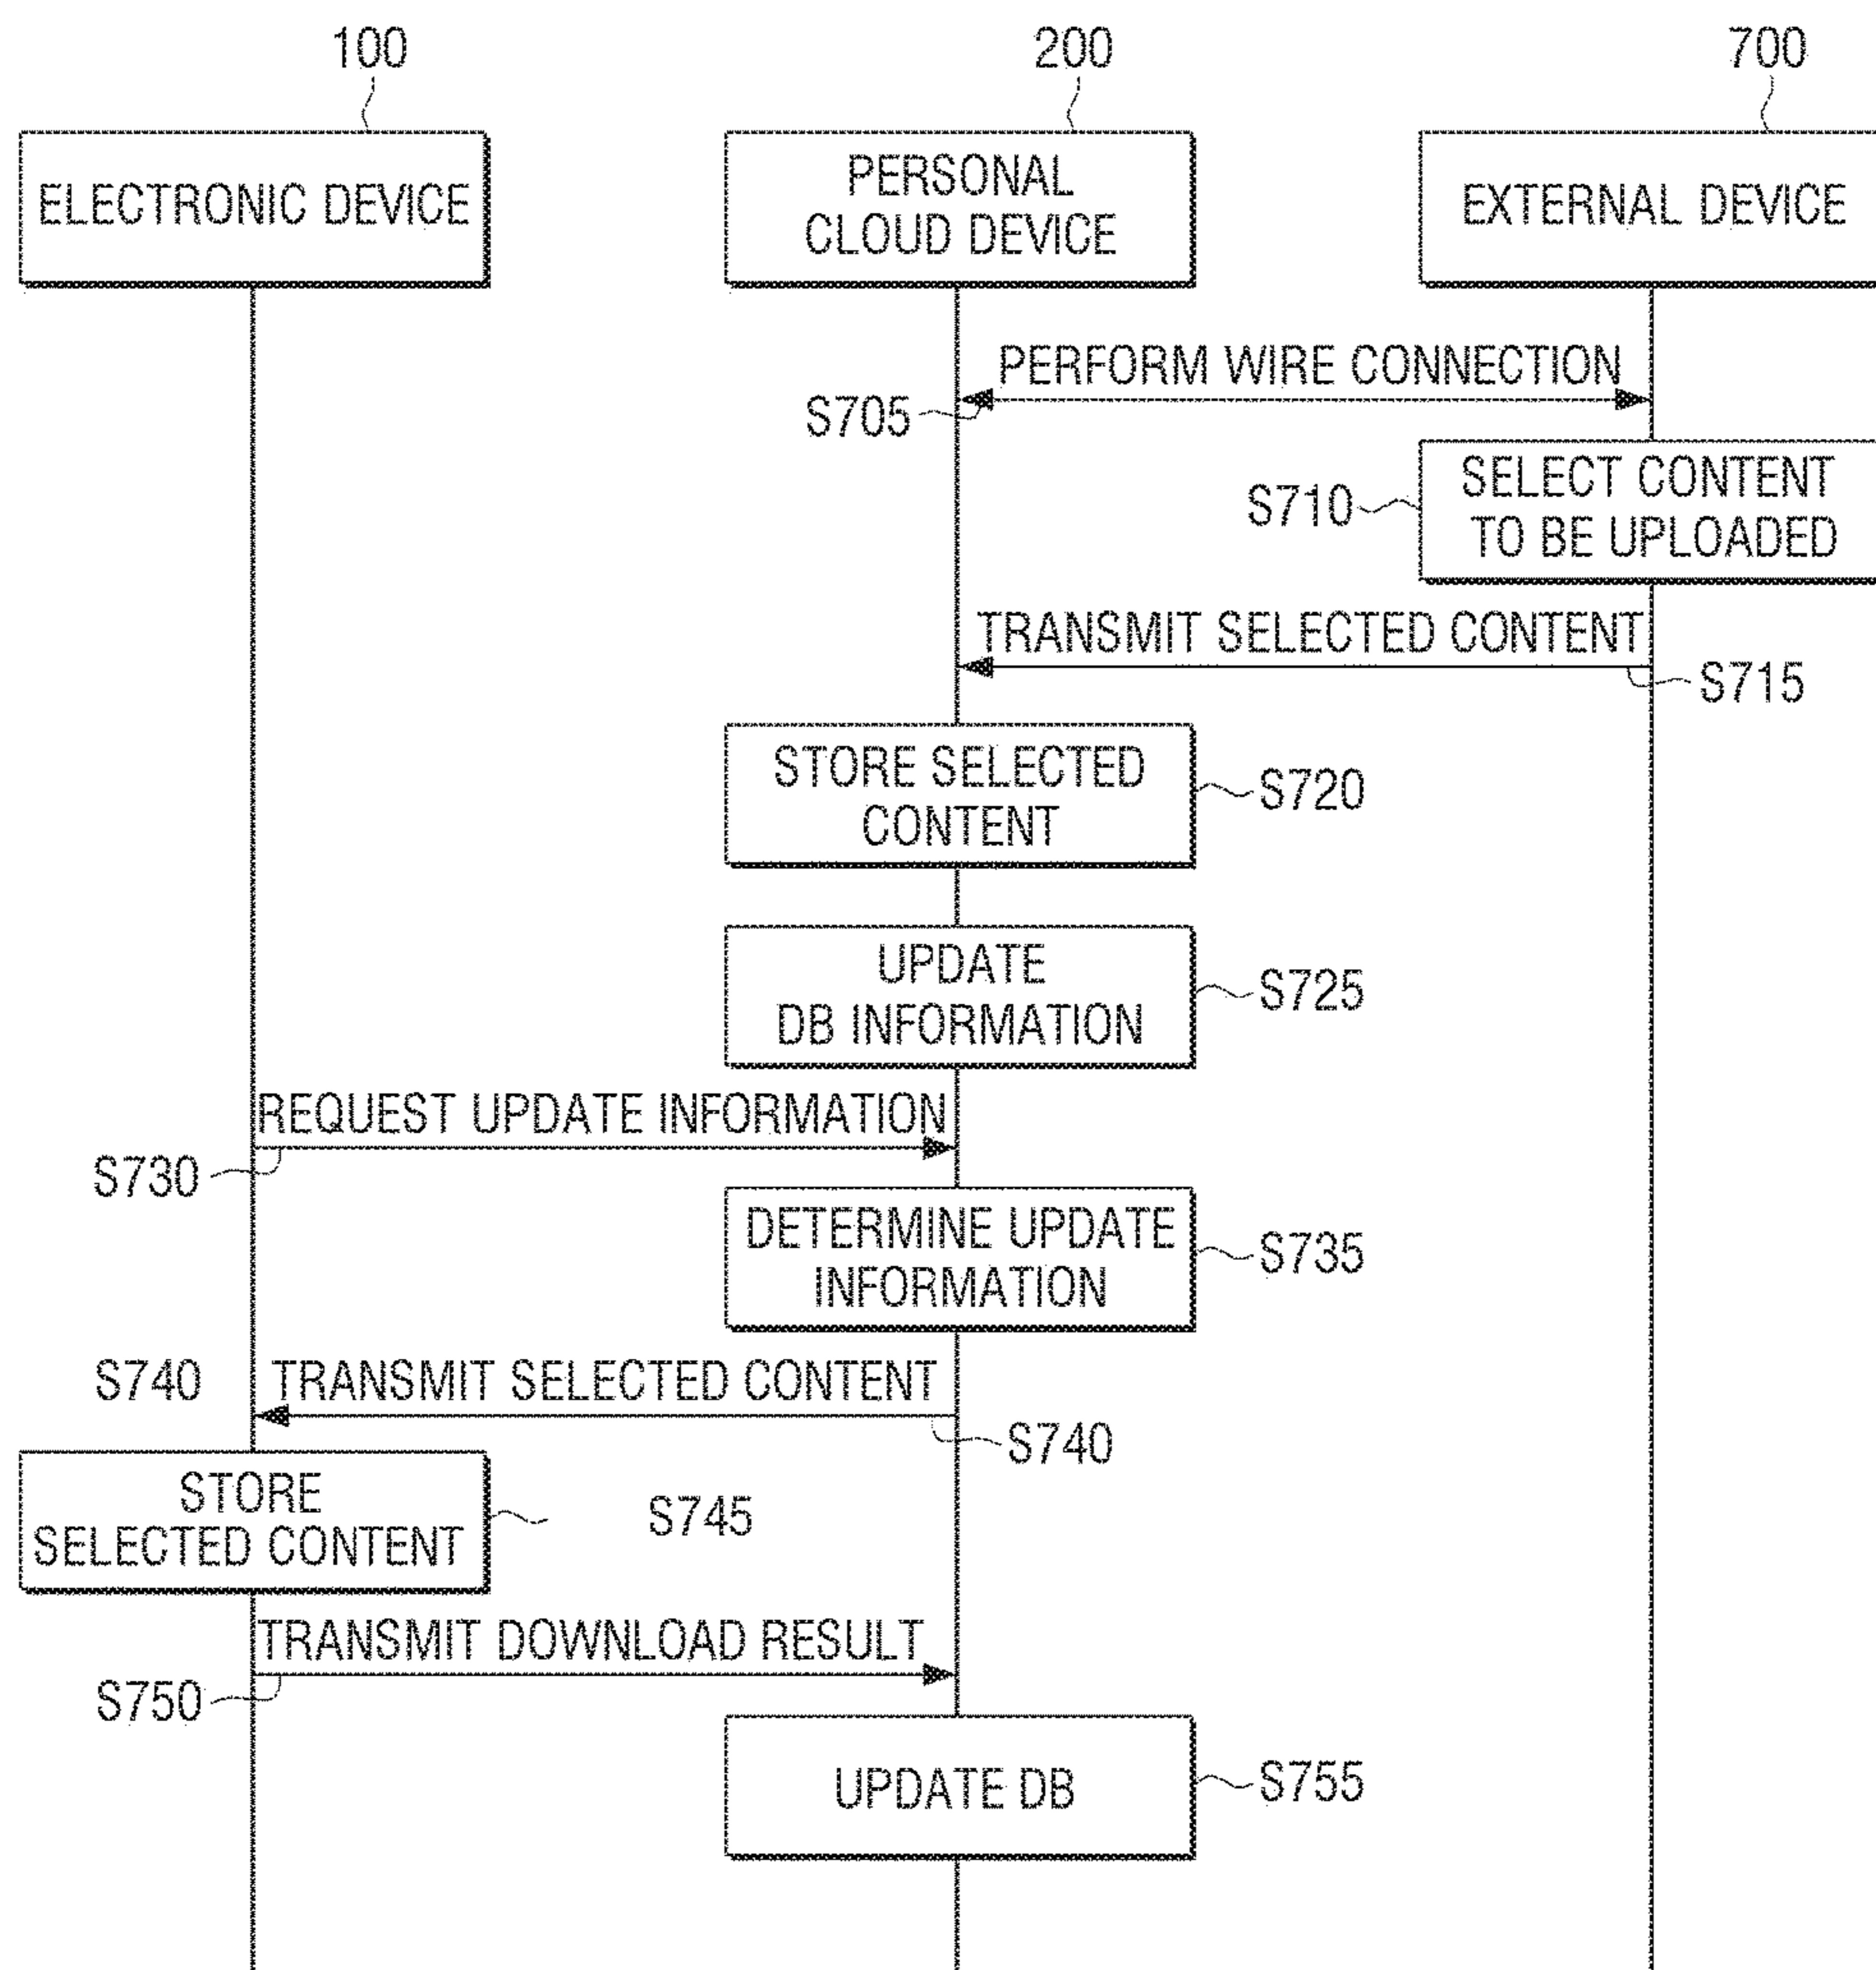 100
200
700
ELECTRONIC DEVICE
PERSONAL
CLOUD DEVICE
EXTERNAL DEVICE
PERFORM WIRE CONNECTION
S705
SELECT CONTENT
TO BE UPLOADED
S710
TRANSMIT SELECTED CONTENT
S715
STORE SELECTED
CONTENT
S720
UPDATE
DB INFORMATION
S725
REQUEST UPDATE INFORMATION
S730
DETERMINE UPDATE
INFORMATION
S735
S740
TRANSMIT SELECTED CONTENT
S740
STORE
SELECTED CONTENT
S745
TRANSMIT DOWNLOAD RESULT
S750
UPDATE DB
S755